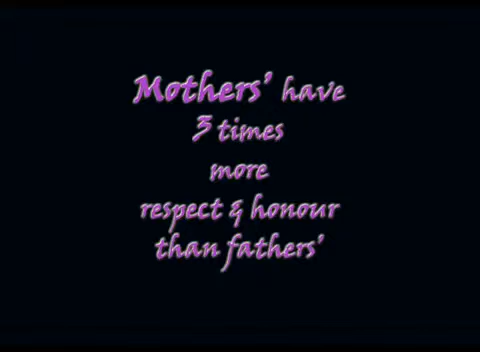 Mothers' have
3 times
more
respect & honour
than fathers'